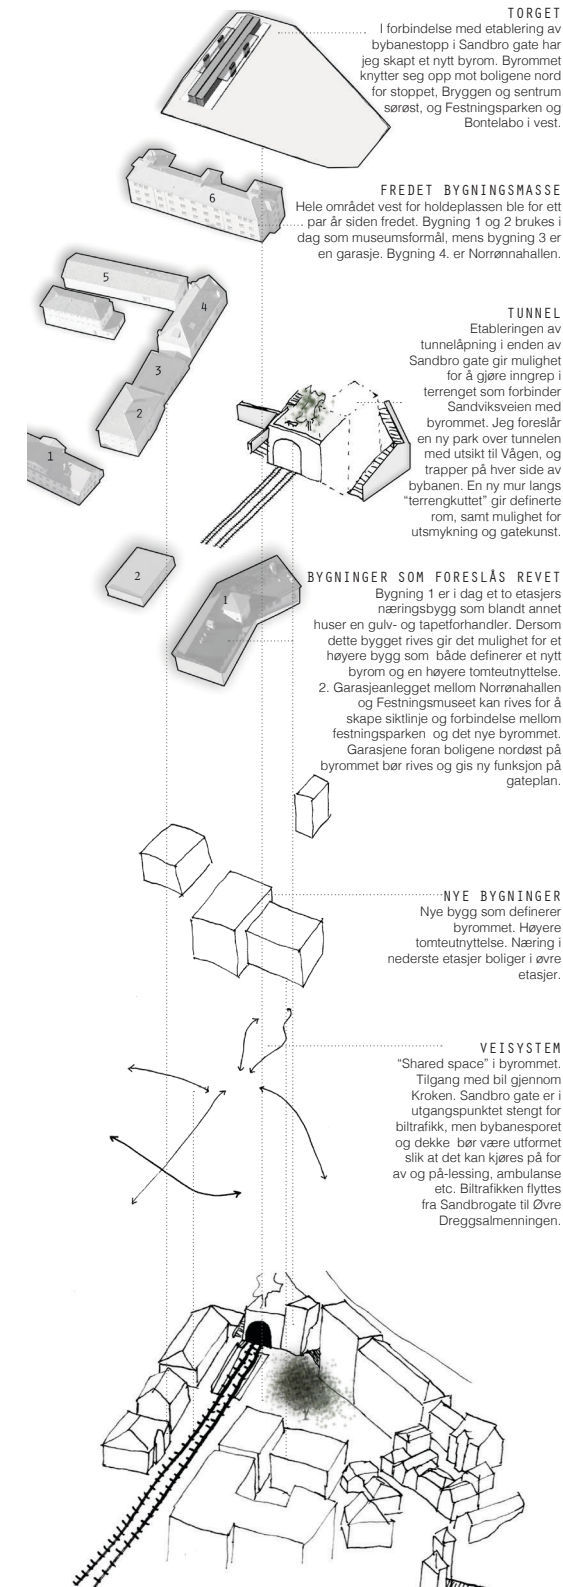 TORGET
I forbindelse med etablering av
bybanestopp i Sandbro gate har
jeg skapt et nytt byrom. Byrommet
knytter seg opp mot boligene nord
for stoppet, Bryggen og sentrum
sørøst, og Festningsparken og
Bontelabo i vest.
6
FREDET BYGNINGSMASSE
Hele området vest for holdeplassen ble for ett
par år siden fredet. Bygning 1 og 2 brukes i
dag som museumsformål, mens bygning 3 er
en garasje. Bygning 4. er Norrønnahallen.
5
4
3
2
1
TUNNEL
Etableringen av
tunnelåpning i enden av
Sandbro gate gir mulighet
for å gjøre inngrep i
terrenget som forbinder
Sandviksveien med
byrommet. Jeg foreslår
en ny park over tunnelen
med utsikt til Vågen, og
trapper på hver side av
bybanen. En ny mur langs
“terrengkuttet” gir definerte
rom, samt mulighet for
utsmykning og gatekunst.
2
1
BYGNINGER SOM FORESLÅS REVET
Bygning 1 er i dag et to etasjers
næringsbygg som blandt annet
huser en gulv- og tapetforhandler. Dersom
dette bygget rives gir det mulighet for et
høyere bygg som både definerer et nytt
byrom og en høyere tomteutnyttelse.
2. Garasjeanlegget mellom Norrønahallen
og Festningsmuseet kan rives for å
skape siktlinje og forbindelse mellom
festningsparken og det nye byrommet.
Garasjene foran boligene nordøst på
byrommet bør rives og gis ny funksjon på
gateplan.
NYE BYGNINGER
Nye bygg som definerer
byrommet. Høyere
tomteutnyttelse. Næring i
nederste etasjer boliger i øvre
etasjer.
VEISYSTEM
“Shared space” i byrommet.
Tilgang med bil gjennom
Kroken. Sandbro gate er i
utgangspunktet stengt for
biltrafikk, men bybanesporet
og dekke bør være utformet
slik at det kan kjøres på for
av og på-lessing, ambulanse
etc. Biltrafikken flyttes
fra Sandbrogate til Øvre
Dreggsalmenningen.